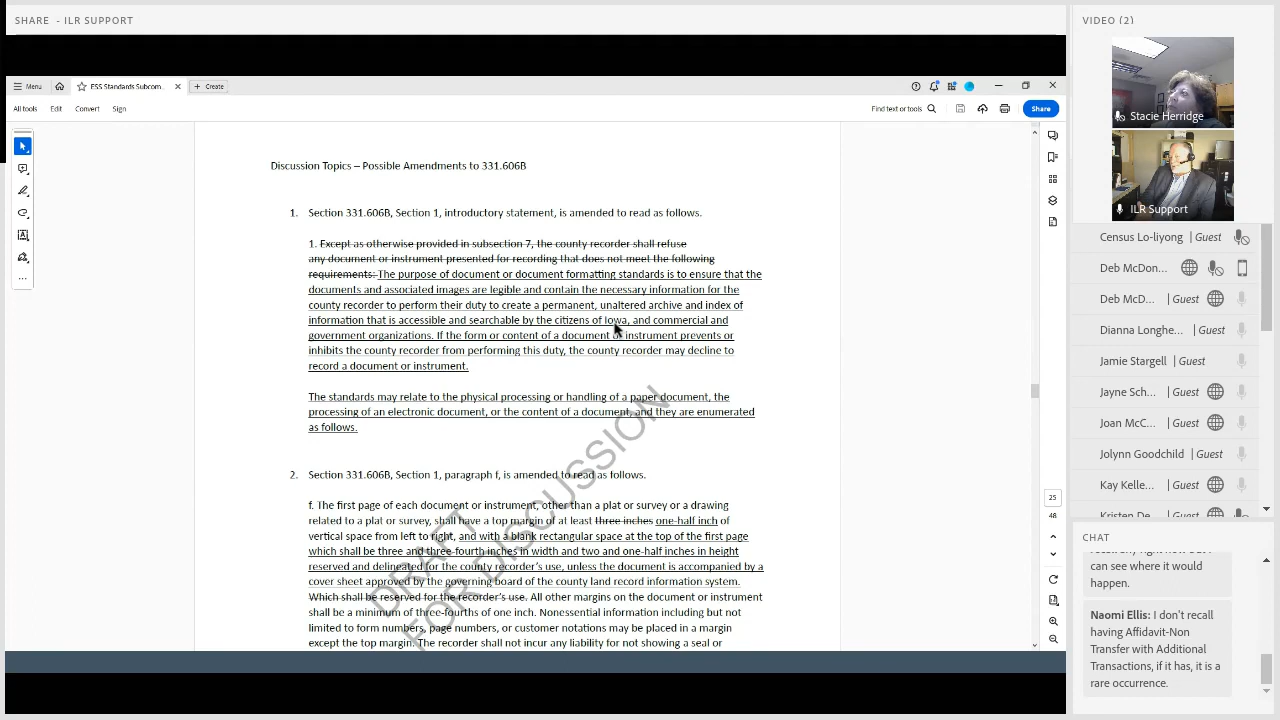 SHARE - ILR SUPPORT
VIDEO (2)
Menu
ESS Standards Subcom...
Create
All tools
Edit
Convert
Sign
Find text or tools
Share
Discussion Topics – Possible Amendments to 331.606B
1. Section 331.606B, Section 1, introductory statement, is amended to read as follows.
1. Except as otherwise provided in subsection 7, the county recorder shall refuse
any document or instrument presented for recording that does not meet the following
requirements: The purpose of document or document formatting standards is to ensure that the
documents and associated images are legible and contain the necessary information for the
county recorder to perform their duty to create a permanent, unaltered archive and index of
information that is accessible and searchable by the citizens of Iowa, and commercial and
government organizations. If the form or content of a document or instrument prevents or
inhibits the county recorder from performing this duty, the county recorder may decline to
record a document or instrument.
The standards may relate to the physical processing or handling of a paper document, the
processing of an electronic document, or the content of a document, and they are enumerated
as follows.
2. Section 331.606B, Section 1, paragraph f, is amended to read as follows.
f. The first page of each document or instrument, other than a plat or survey or a drawing
related to a plat or survey, shall have a top margin of at least three inches one-half inch of
vertical space from left to right, and with a blank rectangular space at the top of the first page
which shall be three and three-fourth inches in width and two and one-half inches in height
reserved and delineated for the county recorder's use, unless the document is accompanied by a
cover sheet approved by the governing board of the county land record information system.
Which shall be reserved for the recorder's use. All other margins on the document or instrument
shall be a minimum of three-fourths of one inch. Nonessential information including but not
limited to form numbers, page numbers, or customer notations may be placed in a margin
except the top margin. The recorder shall not incur any liability for not showing a seal or
DRAFT
FOR DISCUSSION
25
48
Stacie Herridge
ILR Support
Census Lo-liyong | Guest
Deb McDon...
Deb McD... | Guest
Dianna Longhe... | Guest
Jamie Stargell | Guest
Jayne Sch... | Guest
Joan McC... | Guest
Jolynn Goodchild | Guest
Kay Kelle... | Guest
Kristen De... | Guest
CHAT
can see where it would
happen.
Naomi Ellis: I don't recall
having Affidavit-Non
Transfer with Additional
Transactions, if it has, it is a
rare occurrence.